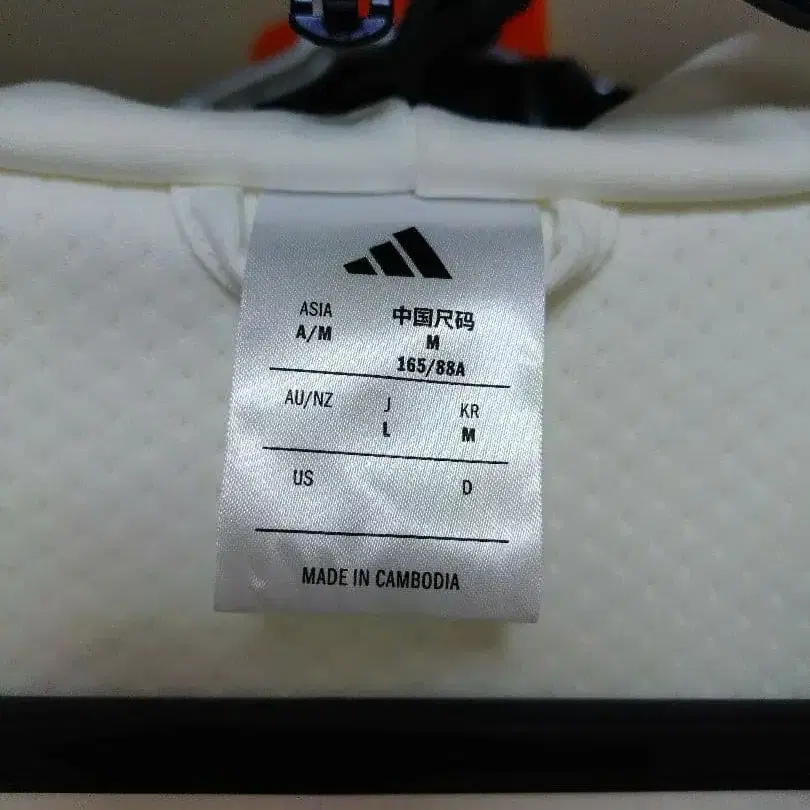 ASIA
A/M
中国尺码
M
165/88A
AU/NZ
J
L
KR
M
US
D
MADE IN CAMBODIA